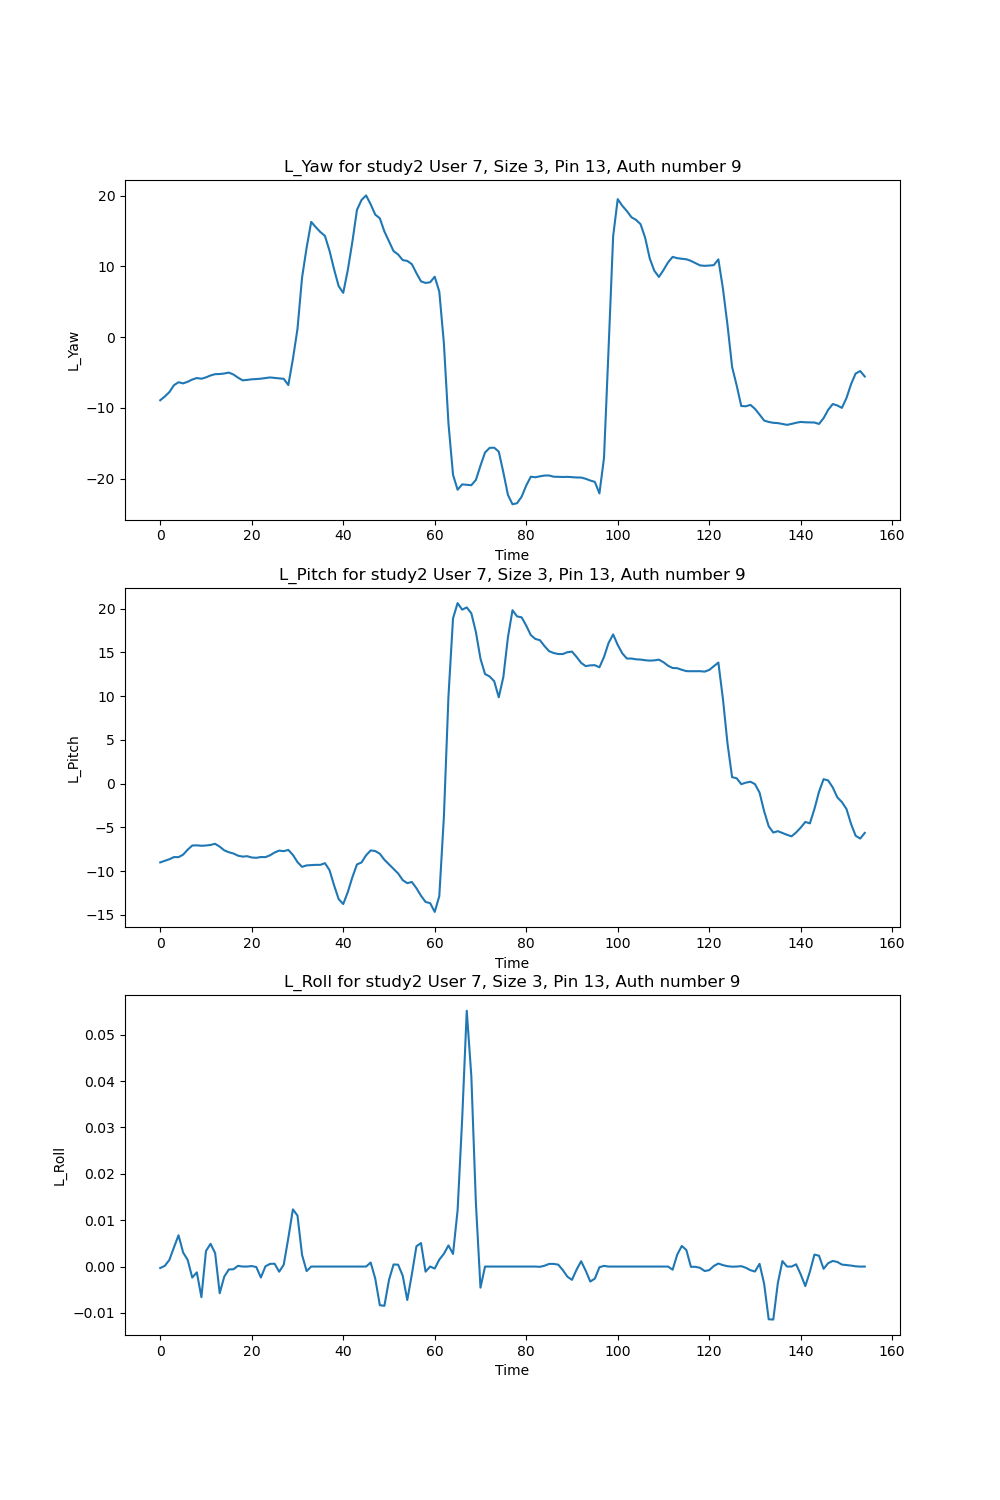 L_Yaw for study2 User 7, Size 3, Pin 13, Auth number 9
20
10
0
−10
−20
L_Yaw
0 20 40 60 80 100 120 140 160
Time
L_Pitch for study2 User 7, Size 3, Pin 13, Auth number 9
20
15
10
5
0
−5
−10
−15
L_Pitch
0 20 40 60 80 100 120 140 160
Time
L_Roll for study2 User 7, Size 3, Pin 13, Auth number 9
0.05
0.04
0.03
0.02
0.01
0.00
−0.01
L_Roll
0 20 40 60 80 100 120 140 160
Time